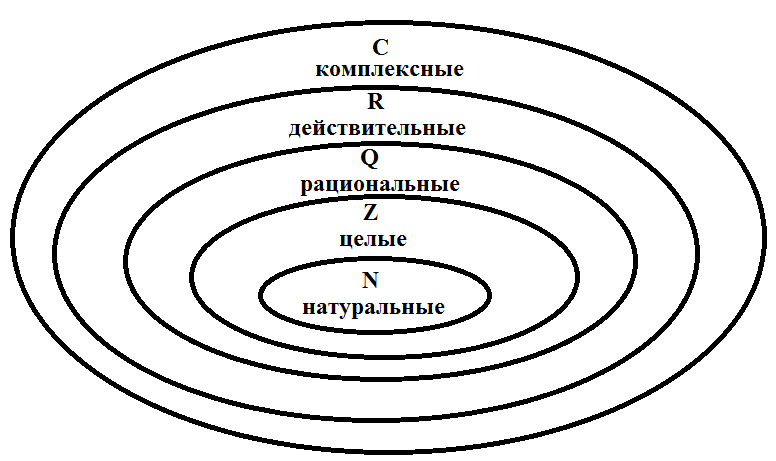 C
комплексные
R
действительные
Q
рациональные
Z
целые
N
натуральные